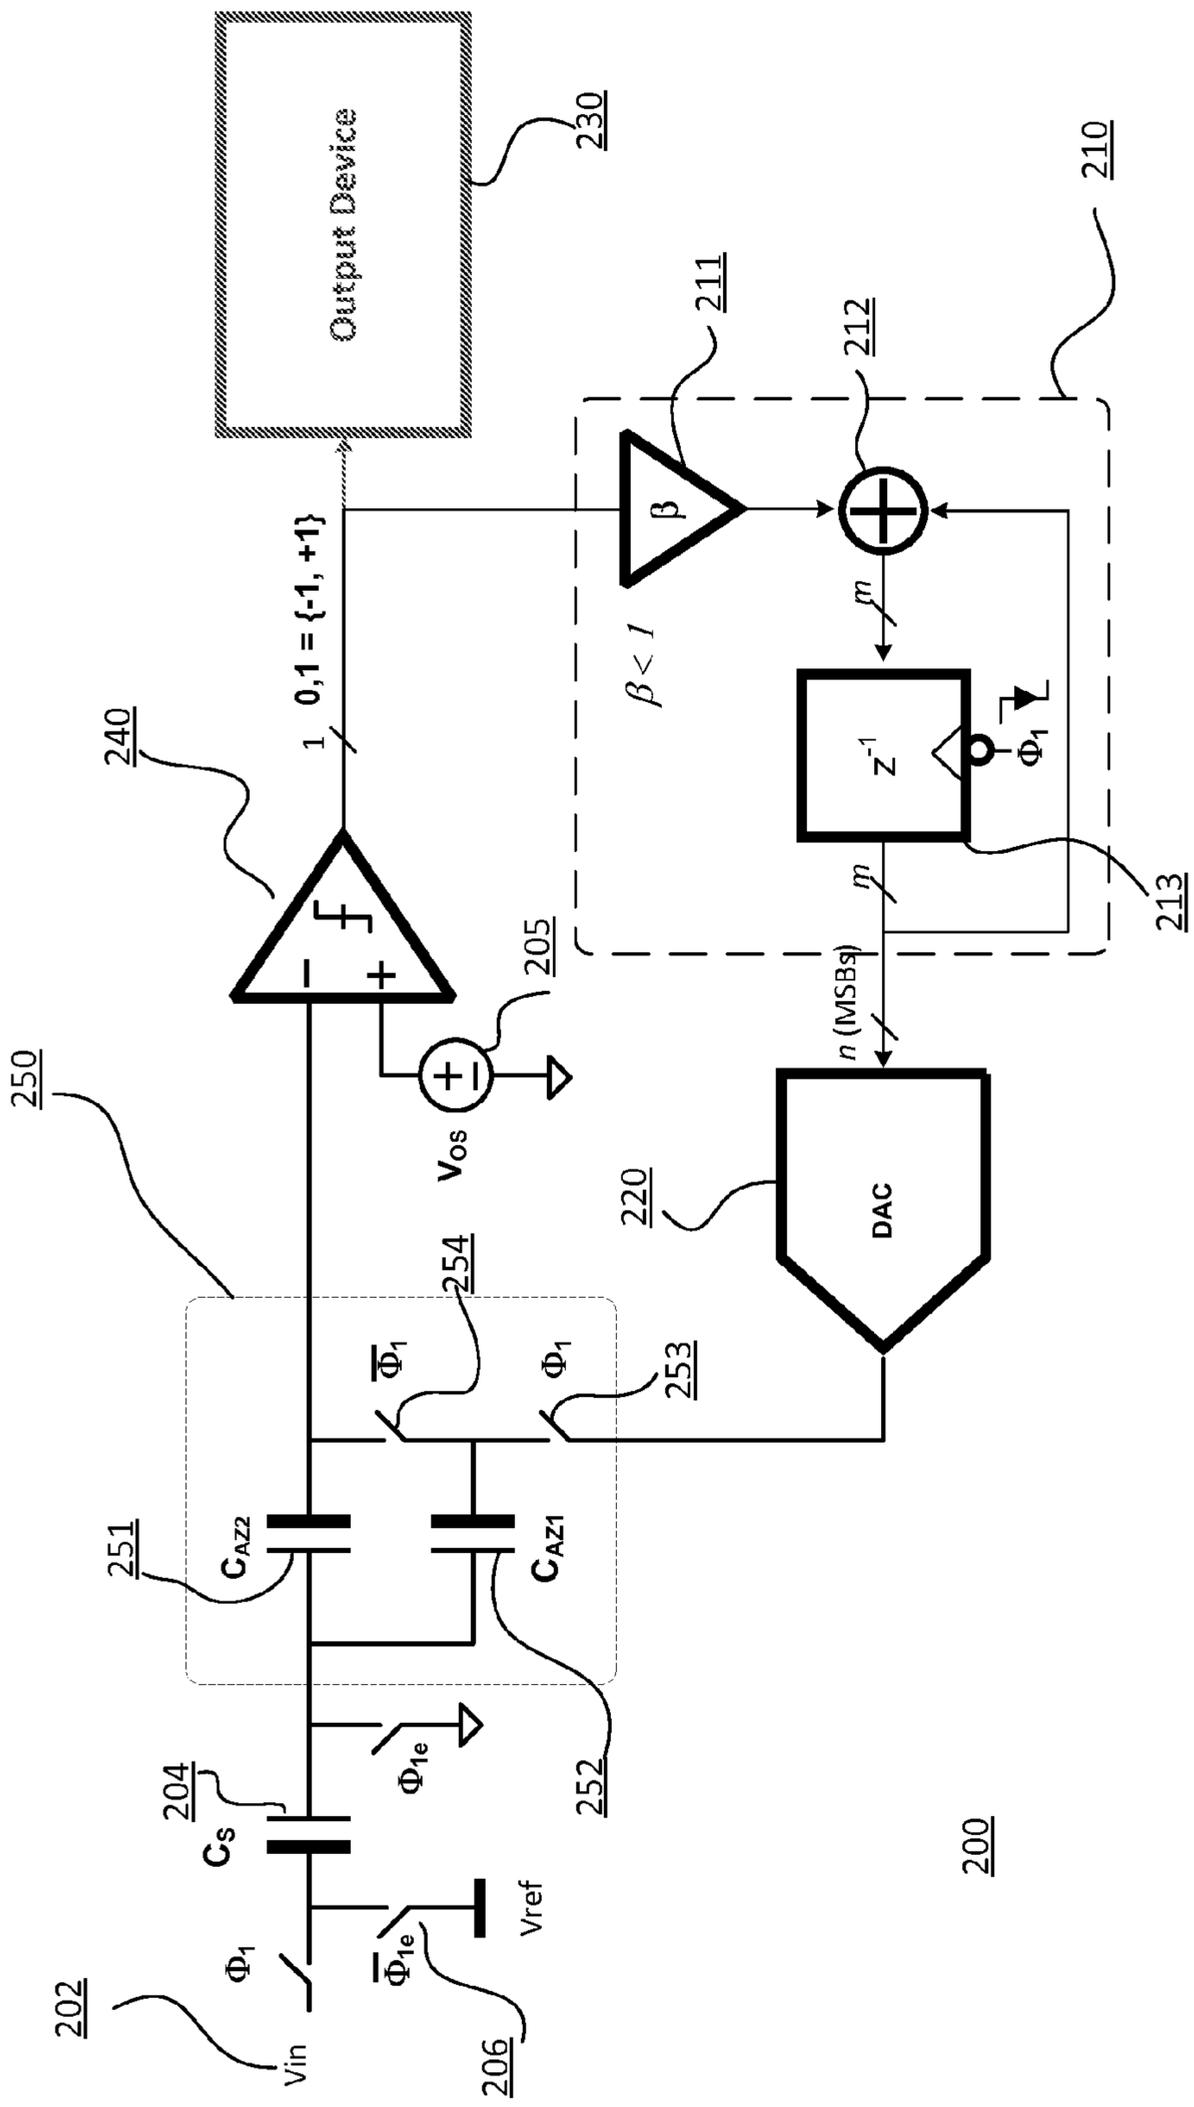 202
Vin
Φ1
206
Φ1e
Vref
CS
204
Φ1e
250
251
CAZ2
252
CAZ1
254
Φ1
253
Φ1
VOS
205
240
−
+
+
−
1
0,1 = {-1, +1}
Output Device
230
220
DAC
n (MSBs)
m
213
z-1
Φ1
m
β < 1
β
211
212
+
210
200